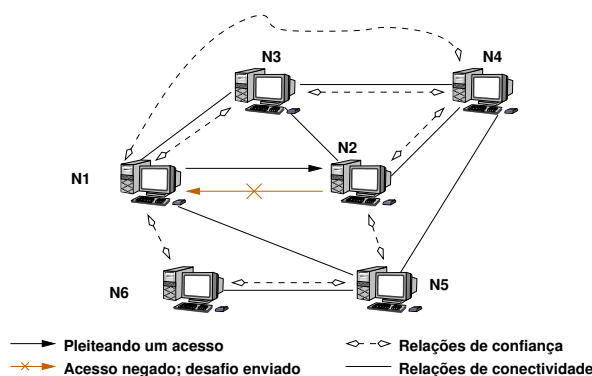 N3
N4
N2
N1
N5
N6
Pleiteando um acesso
Relações de confiança
Acesso negado; desafio enviado
Relações de conectividade